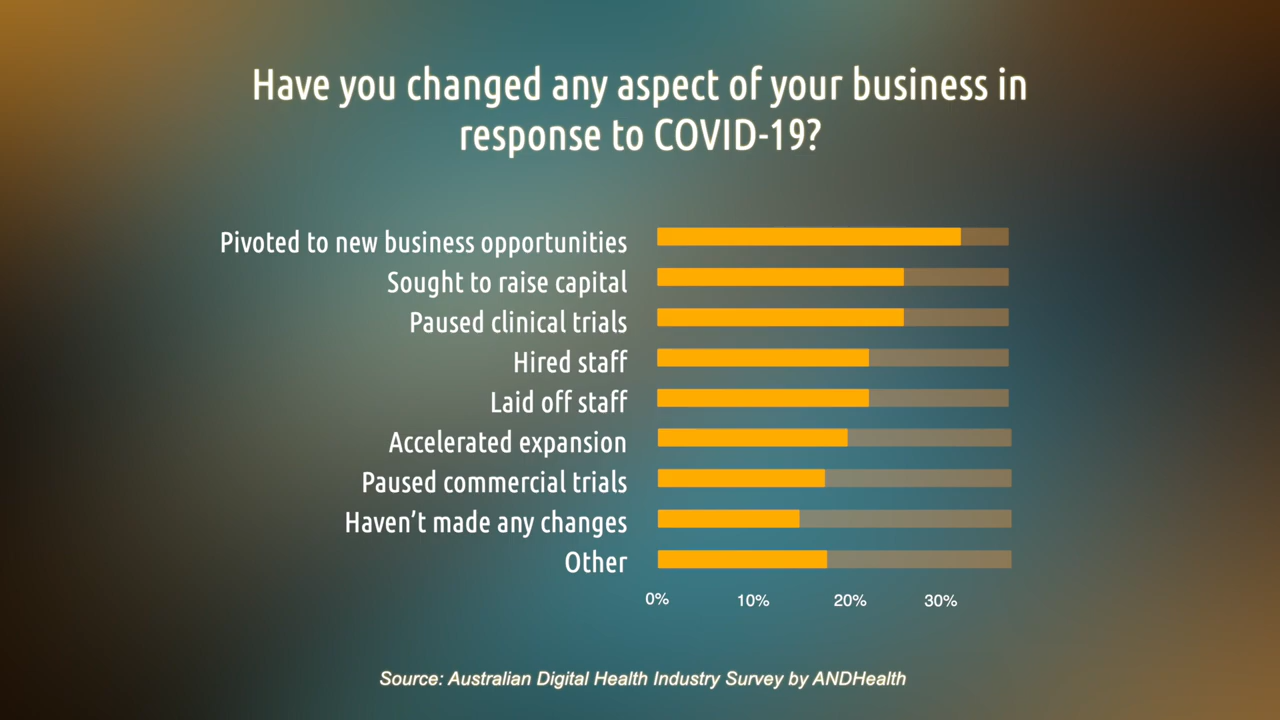 Have you changed any aspect of your business in
response to COVID-19?
Pivoted to new business opportunities
Sought to raise capital
Paused clinical trials
Hired staff
Laid off staff
Accelerated expansion
Paused commercial trials
Haven’t made any changes
Other
0% 10% 20% 30%
Source: Australian Digital Health Industry Survey by ANDHealth